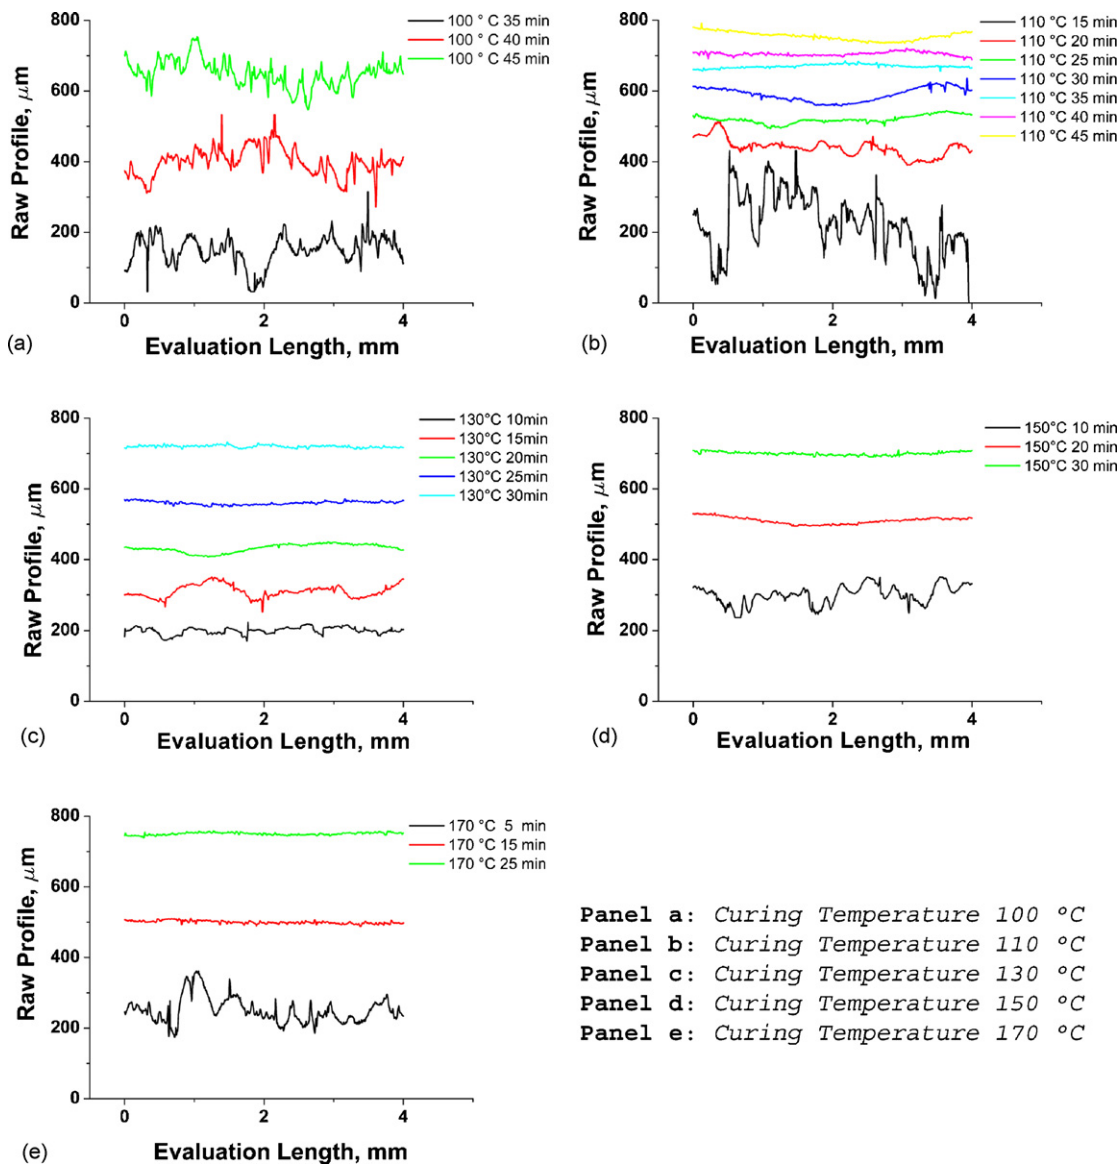 800
600
400
200
0
Raw Profile, μm
100 ° C 35 min
100 ° C 40 min
100 ° C 45 min
0 2 4
(a) Evaluation Length, mm
800
600
400
200
0
Raw Profile, μm
110 °C 15 min
110 °C 20 min
110 °C 25 min
110 °C 30 min
110 °C 35 min
110 °C 40 min
110 °C 45 min
0 2 4
(b) Evaluation Length, mm
800
600
400
200
0
Raw Profile, μm
130°C 10min
130°C 15min
130°C 20min
130°C 25min
130°C 30min
0 2 4
(c) Evaluation Length, mm
800
600
400
200
0
Raw Profile, μm
150°C 10 min
150°C 20 min
150°C 30 min
0 2 4
(d) Evaluation Length, mm
800
600
400
200
0
Raw Profile, μm
170 °C 5 min
170 °C 15 min
170 °C 25 min
0 2 4
(e) Evaluation Length, mm
Panel a: Curing Temperature 100 °C
Panel b: Curing Temperature 110 °C
Panel c: Curing Temperature 130 °C
Panel d: Curing Temperature 150 °C
Panel e: Curing Temperature 170 °C